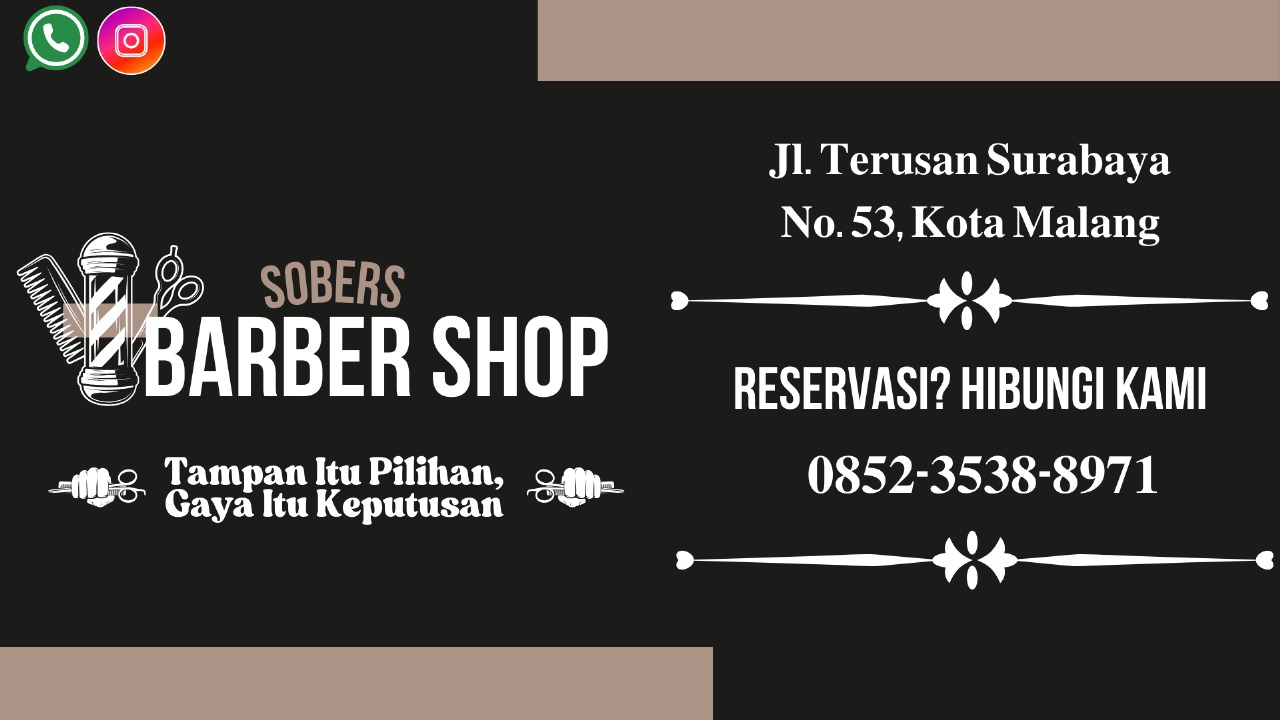 SOBERS
BARBER SHOP
Tampan Itu Pilihan,
Gaya Itu Keputusan
Jl. Terusan Surabaya
No. 53, Kota Malang
RESERVASI? HIBUNGI KAMI
0852-3538-8971